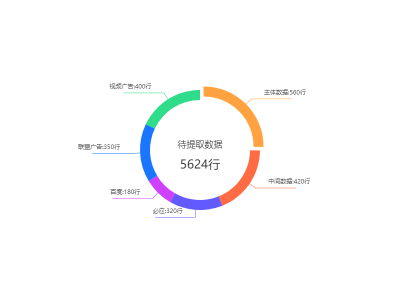 视频广告:400行
主体数据:560行
联盟广告:350行
待提取数据
5624行
中间数据:420行
百度:180行
必应:320行